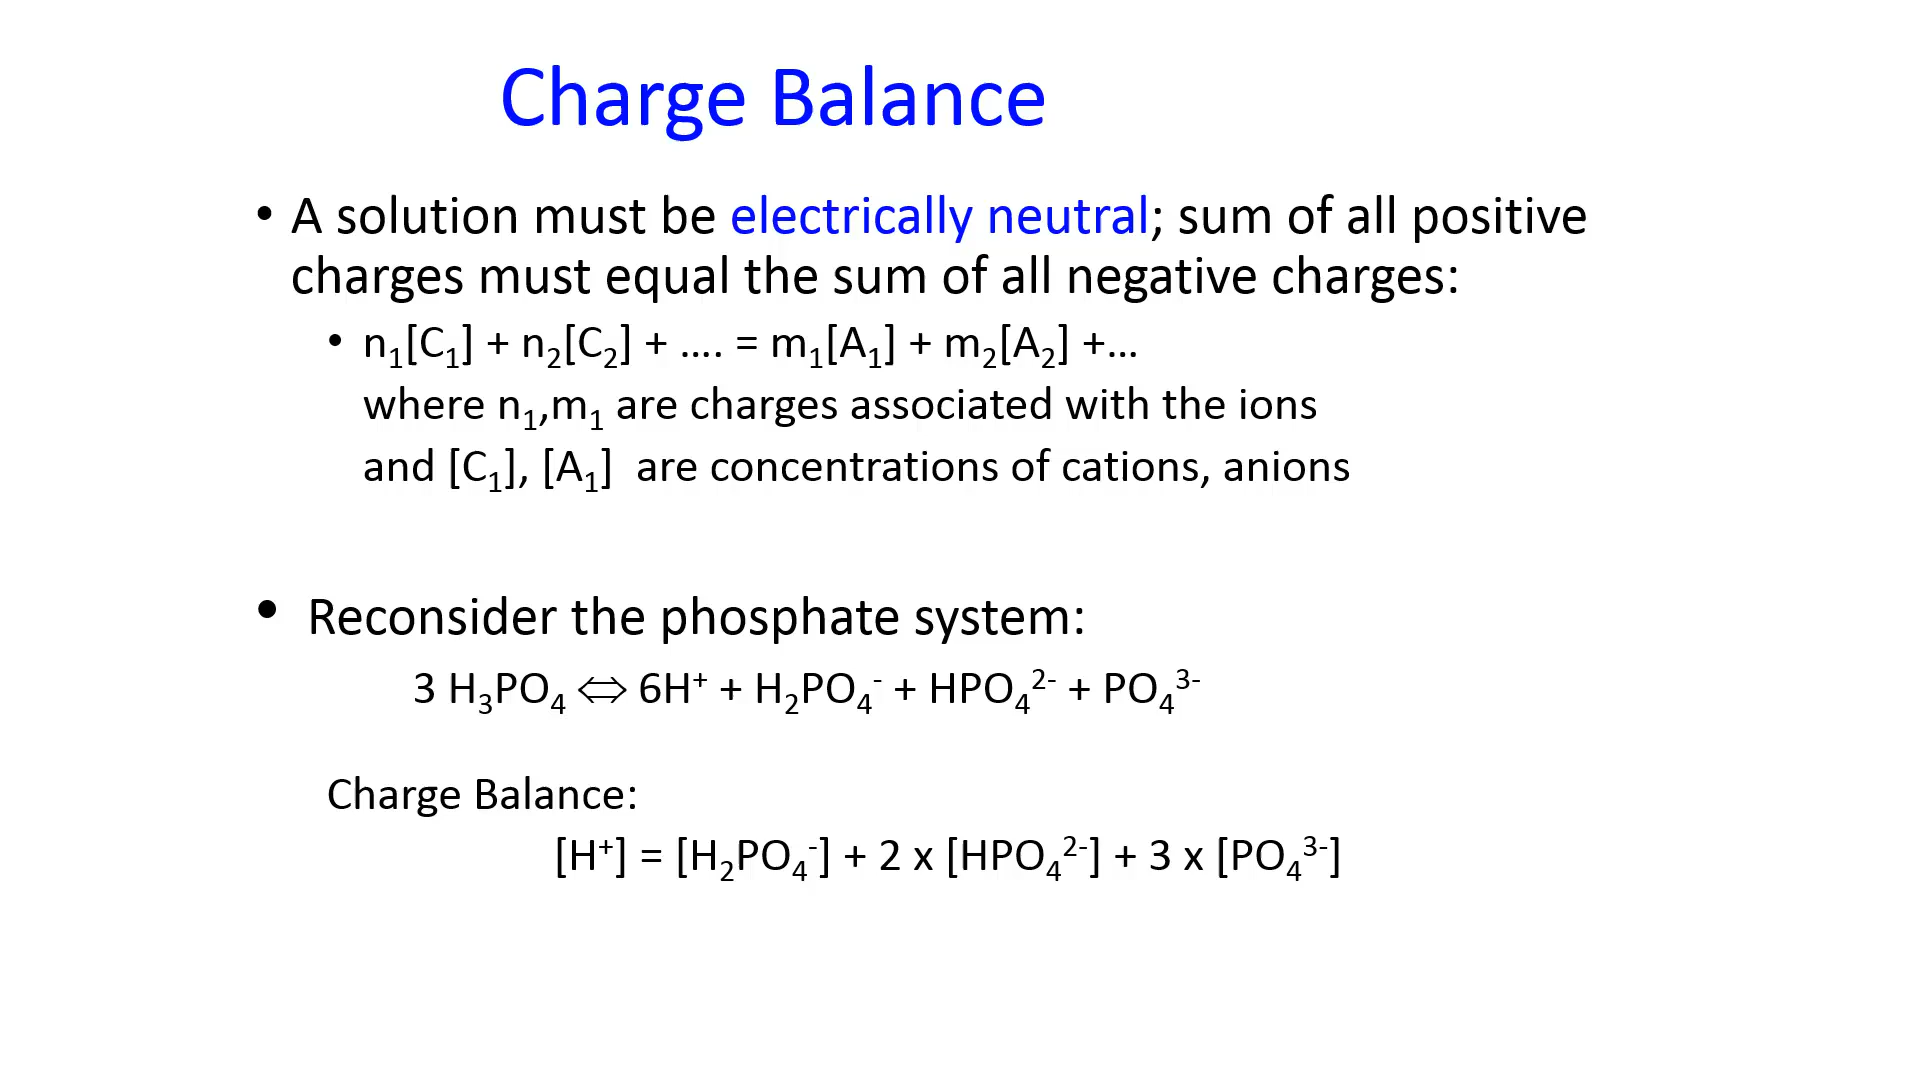 Charge Balance
• A solution must be electrically neutral; sum of all positive
charges must equal the sum of all negative charges:
• n₁[C₁] + n₂[C₂] + .... = m₁[A₁] + m₂[A₂] +...
where n₁,m₁ are charges associated with the ions
and [C₁], [A₁]  are concentrations of cations, anions
• Reconsider the phosphate system:
3 H₃PO₄ ⇔ 6H⁺ + H₂PO₄⁻ + HPO₄²⁻ + PO₄³⁻
Charge Balance:
[H⁺] = [H₂PO₄⁻] + 2 x [HPO₄²⁻] + 3 x [PO₄³⁻]